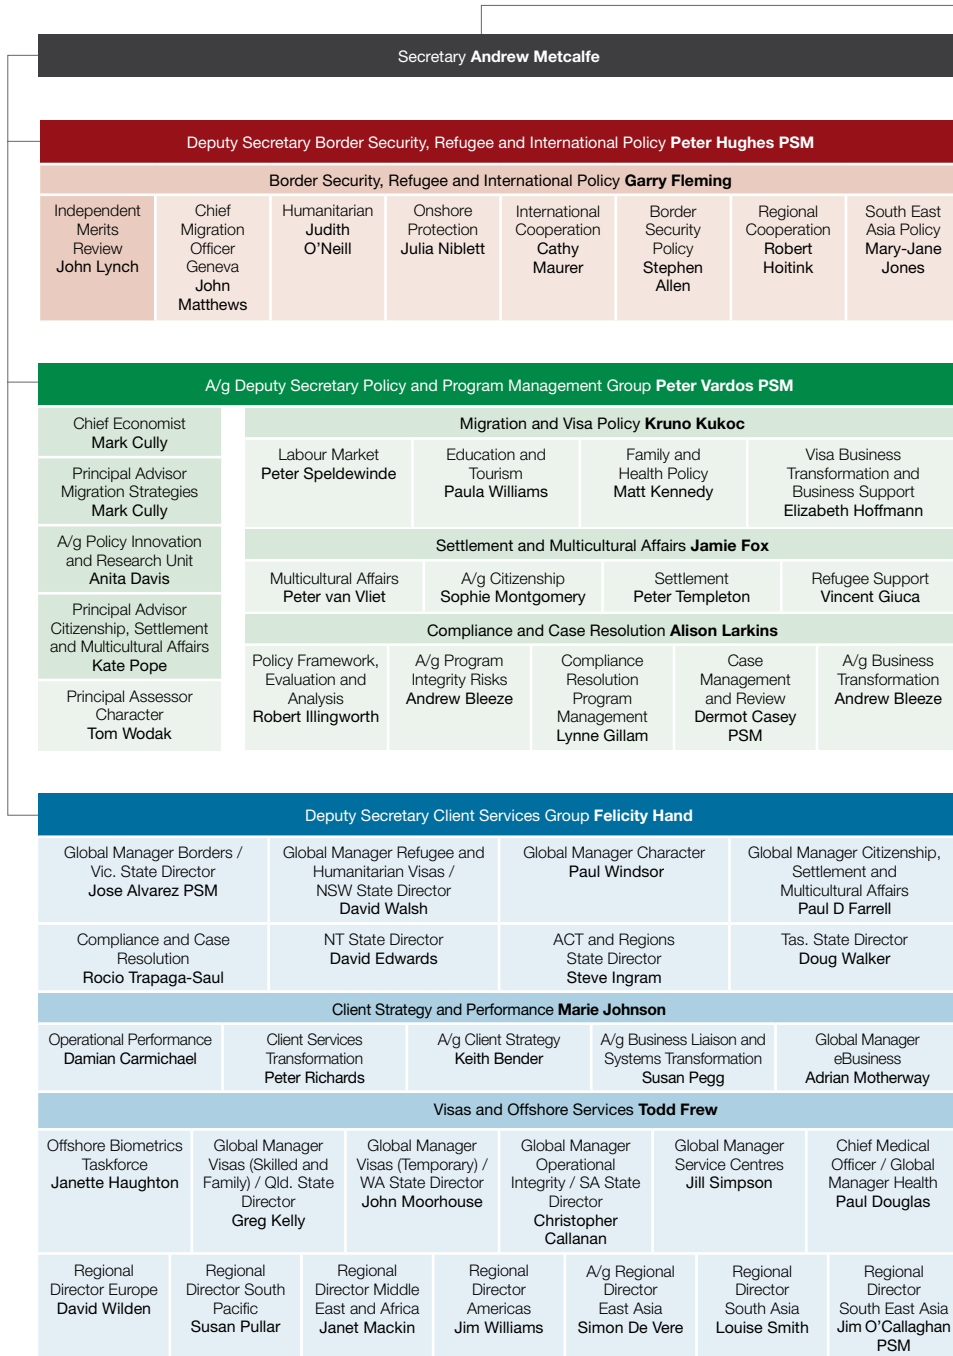 Secretary Andrew Metcalfe
Deputy Secretary Border Security, Refugee and International Policy Peter Hughes PSM
Border Security, Refugee and International Policy Garry Fleming
Independent
Merits
Review
John Lynch
Chief
Migration
Officer
Geneva
John
Matthews
Humanitarian
Judith
O'Neill
Onshore
Protection
Julia Niblett
International
Cooperation
Cathy
Maurer
Border
Security
Policy
Stephen
Allen
Regional
Cooperation
Robert
Hoitink
South East
Asia Policy
Mary-Jane
Jones
A/g Deputy Secretary Policy and Program Management Group Peter Vardos PSM
Chief Economist
Mark Cully
Principal Advisor
Migration Strategies
Mark Cully
A/g Policy Innovation
and Research Unit
Anita Davis
Principal Advisor
Citizenship, Settlement
and Multicultural Affairs
Kate Pope
Principal Assessor
Character
Tom Wodak
Migration and Visa Policy Kruno Kukoc
Labour Market
Peter Speldewinde
Education and
Tourism
Paula Williams
Family and
Health Policy
Matt Kennedy
Visa Business
Transformation and
Business Support
Elizabeth Hoffmann
Settlement and Multicultural Affairs Jamie Fox
Multicultural Affairs
Peter van Vliet
A/g Citizenship
Sophie Montgomery
Settlement
Peter Templeton
Refugee Support
Vincent Giuca
Compliance and Case Resolution Alison Larkins
Policy Framework,
Evaluation and
Analysis
Robert Illingworth
A/g Program
Integrity Risks
Andrew Bleeze
Compliance
Resolution
Program
Management
Lynne Gillam
Case
Management
and Review
Dermot Casey
PSM
A/g Business
Transformation
Andrew Bleeze
Deputy Secretary Client Services Group Felicity Hand
Global Manager Borders /
Vic. State Director
Jose Alvarez PSM
Global Manager Refugee and
Humanitarian Visas /
NSW State Director
David Walsh
Global Manager Character
Paul Windsor
Global Manager Citizenship,
Settlement and
Multicultural Affairs
Paul D Farrell
Compliance and Case
Resolution
Rocio Trapaga-Saul
NT State Director
David Edwards
ACT and Regions
State Director
Steve Ingram
Tas. State Director
Doug Walker
Client Strategy and Performance Marie Johnson
Operational Performance
Damian Carmichael
Client Services
Transformation
Peter Richards
A/g Client Strategy
Keith Bender
A/g Business Liaison and
Systems Transformation
Susan Pegg
Global Manager
eBusiness
Adrian Motherway
Visas and Offshore Services Todd Frew
Offshore Biometrics
Taskforce
Janette Haughton
Global Manager
Visas (Skilled and
Family) / Qld. State
Director
Greg Kelly
Global Manager
Visas (Temporary) /
WA State Director
John Moorhouse
Global Manager
Operational
Integrity / SA State
Director
Christopher
Callanan
Global Manager
Service Centres
Jill Simpson
Chief Medical
Officer / Global
Manager Health
Paul Douglas
Regional
Director Europe
David Wilden
Regional
Director South
Pacific
Susan Pullar
Regional
Director Middle
East and Africa
Janet Mackin
Regional
Director
Americas
Jim Williams
A/g Regional
Director
East Asia
Simon De Vere
Regional
Director
South Asia
Louise Smith
Regional
Director
South East Asia
Jim O'Callaghan
PSM